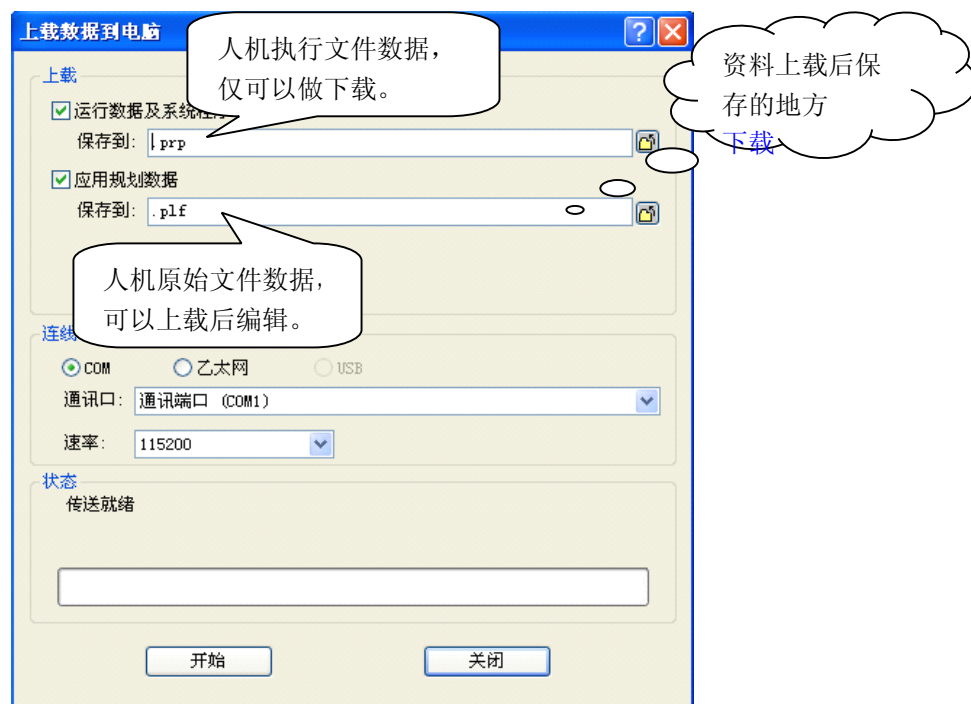 上载数据到电脑
人机执行文件数据，
仅可以做下载。
资料上载后保
存的地方
下载
上载
运行数据及系统程序
保存到: .prp
应用规划数据
保存到: .plf
人机原始文件数据,
可以上载后编辑。
连线
COM 乙太网 USB
通讯口: 通讯端口 (COM1)
速率: 115200
状态
传送就绪
开始 关闭